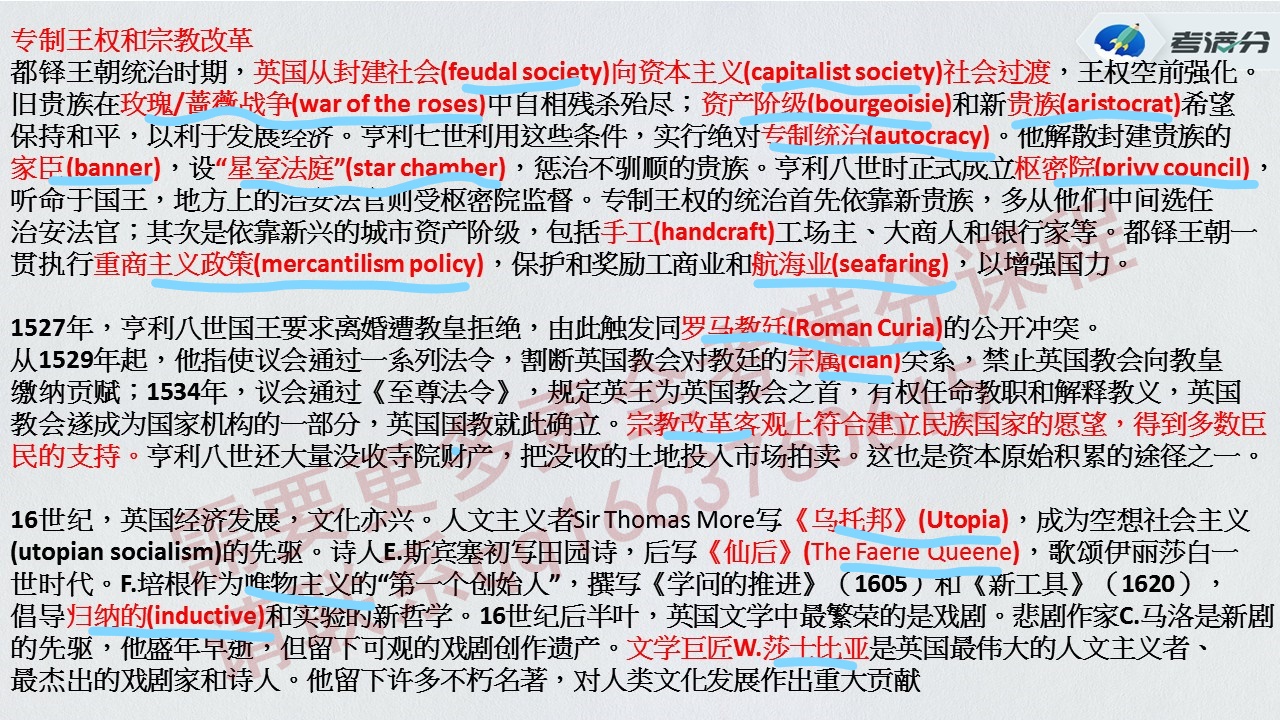 专制王权和宗教改革
考满分
都铎王朝统治时期，英国从封建社会(feudal society)向资本主义(capitalist society)社会过渡，王权空前强化。
旧贵族在玫瑰/蔷薇战争(war of the roses)中自相残杀殆尽；资产阶级(bourgeoisie)和新贵族(aristocrat)希望
保持和平，以利于发展经济。亨利七世利用这些条件，实行绝对专制统治(autocracy)。他解散封建贵族的
家臣(banner)，设“星室法庭”(star chamber)，惩治不驯顺的贵族。亨利八世时正式成立枢密院(privy council)，
听命于国王，地方上的治安法官则受枢密院监督。专制王权的统治首先依靠新贵族，多从他们中间选任
治安法官；其次是依靠新兴的城市资产阶级，包括手工(handcraft)工场主、大商人和银行家等。都铎王朝一
贯执行重商主义政策(mercantilism policy)，保护和奖励工商业和航海业(seafaring)，以增强国力。
1527年，亨利八世国王要求离婚遭教皇拒绝，由此触发同罗马教廷(Roman Curia)的公开冲突。
从1529年起，他指使议会通过一系列法令，割断英国教会对教廷的宗属(clan)关系，禁止英国教会向教皇
缴纳贡赋；1534年，议会通过《至尊法令》，规定英王为英国教会之首，有权任命教职和解释教义，英国
教会遂成为国家机构的一部分，英国国教就此确立。宗教改革客观上符合建立民族国家的愿望，得到多数臣
民的支持。亨利八世还大量没收寺院财产，把没收的土地投入市场拍卖。这也是资本原始积累的途径之一。
16世纪，英国经济发展，文化亦兴。人文主义者Sir Thomas More写《乌托邦》(Utopia)，成为空想社会主义
(utopian socialism)的先驱。诗人E.斯宾塞初写田园诗，后写《仙后》(The Faerie Queene)，歌颂伊丽莎白一
世时代。F.培根作为唯物主义的“第一个创始人”，撰写《学问的推进》（1605）和《新工具》（1620），
倡导归纳的(inductive)和实验的新哲学。16世纪后半叶，英国文学中最繁荣的是戏剧。悲剧作家C.马洛是新剧
的先驱，他盛年早逝，但留下可观的戏剧创作遗产。文学巨匠W.莎士比亚是英国最伟大的人文主义者、
最杰出的戏剧家和诗人。他留下许多不朽名著，对人类文化发展作出重大贡献
需要更多更全考满分课程